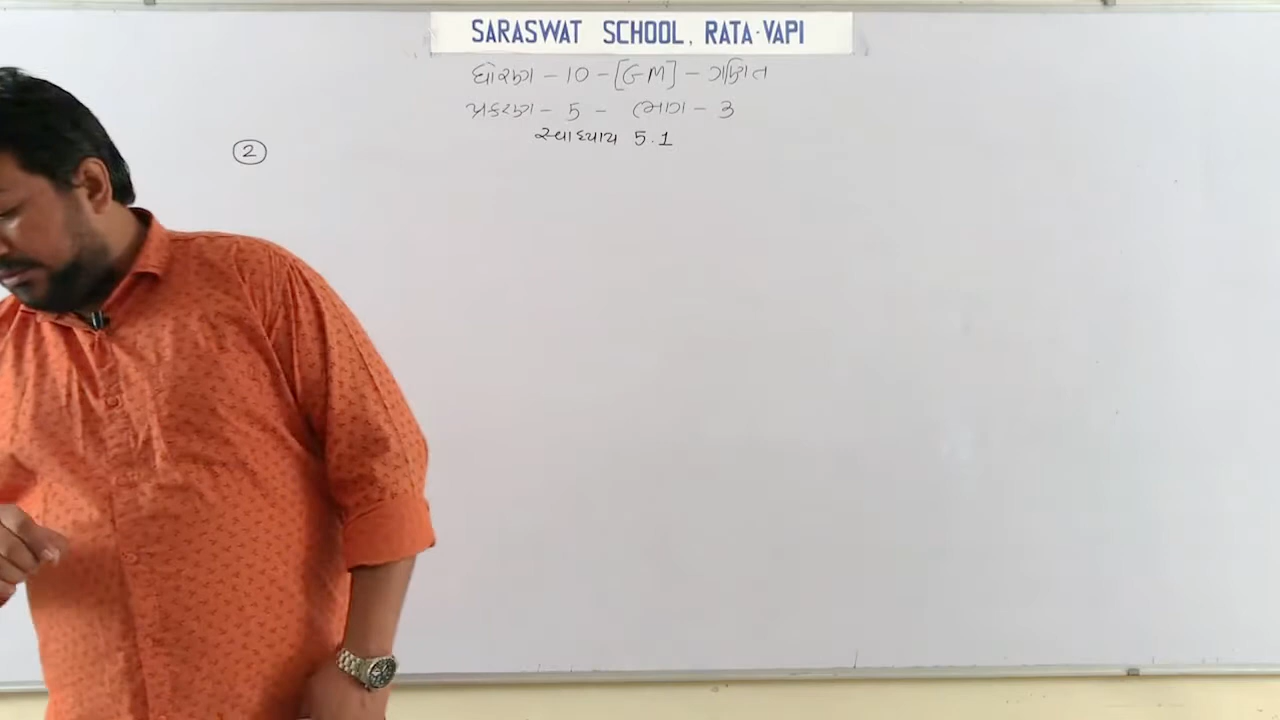 SARASWAT SCHOOL, RATA-VAPI
ધોરણ - 10 - [GM] - ગણિત
પ્રકરણ - 5 - ભાગ - 3
સ્વાધ્યાય 5.1
2